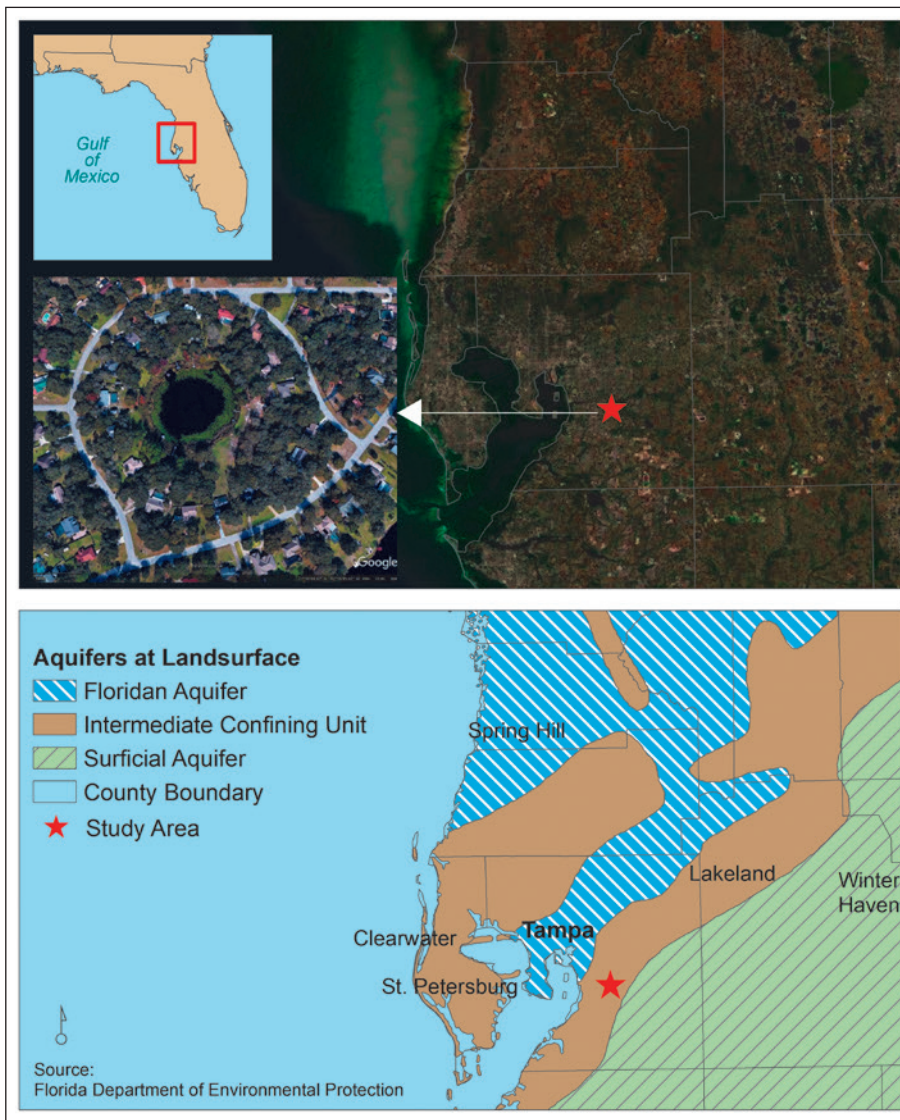 Gulf
of
Mexico
Google
Aquifers at Landsurface
Floridan Aquifer
Intermediate Confining Unit
Surficial Aquifer
County Boundary
Study Area
Spring Hill
Lakeland
Winter
Haven
Tampa
Clearwater
St. Petersburg
Source:
Florida Department of Environmental Protection